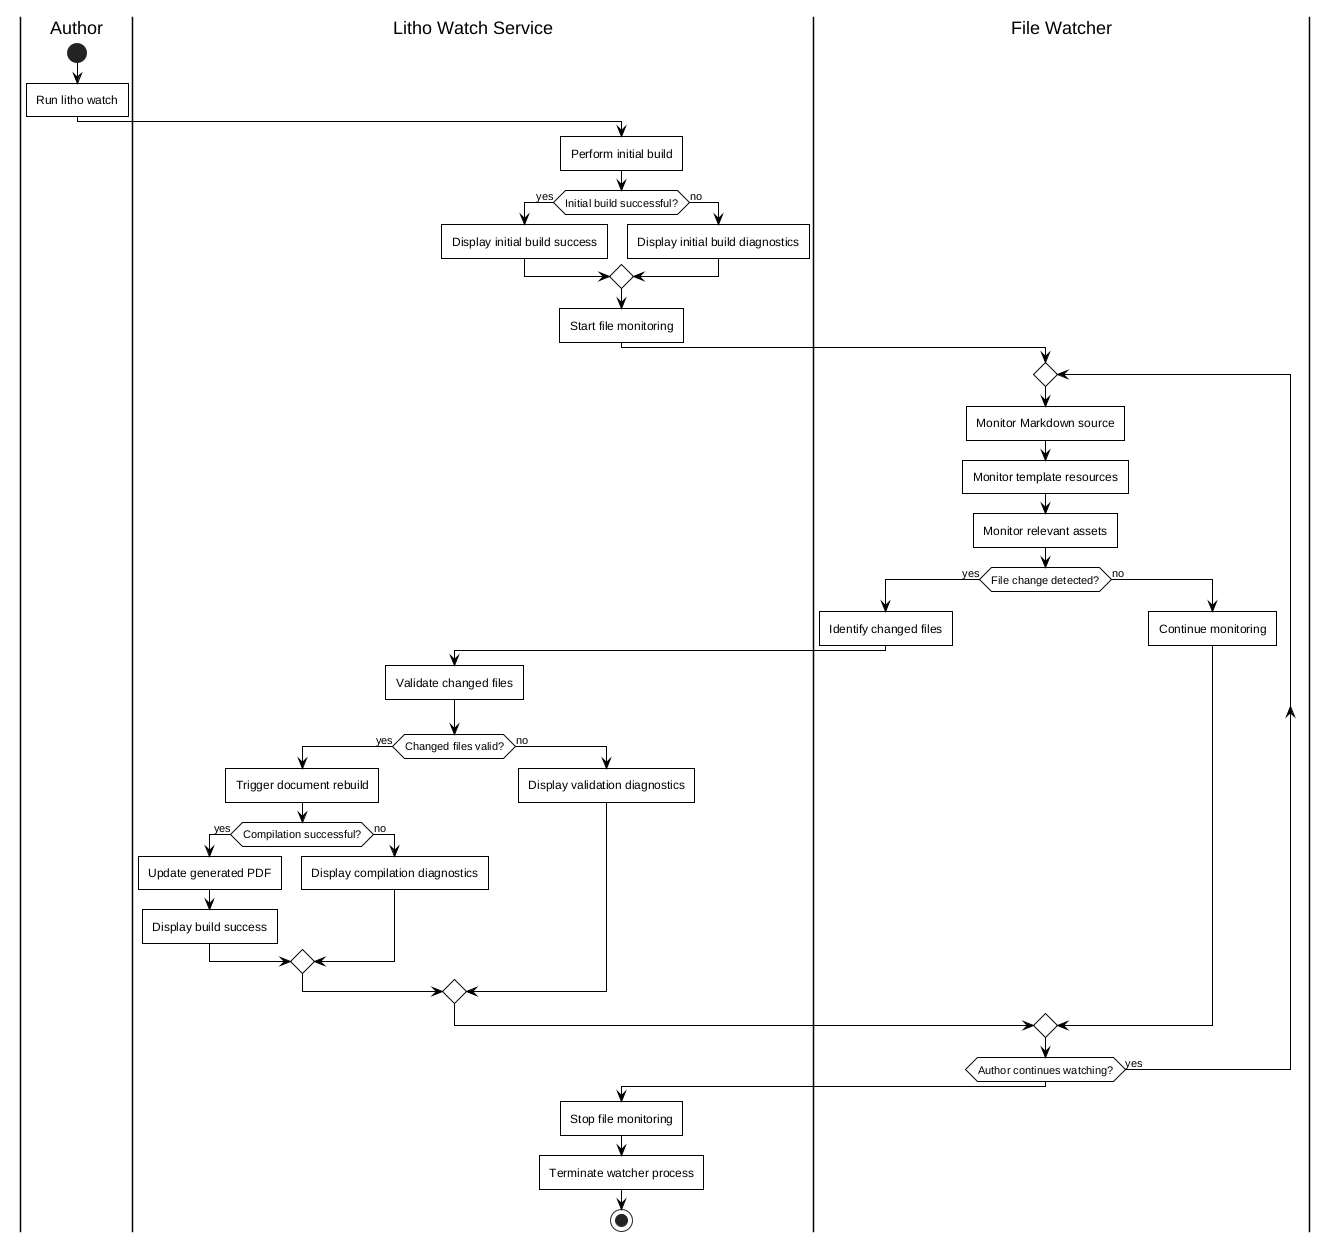 Author
Litho Watch Service
File Watcher
Run litho watch
Perform initial build
yes
Initial build successful?
no
Display initial build success
Display initial build diagnostics
Start file monitoring
Monitor Markdown source
Monitor template resources
Monitor relevant assets
yes
File change detected?
no
Identify changed files
Continue monitoring
Validate changed files
yes
Changed files valid?
no
Trigger document rebuild
Display validation diagnostics
yes
Compilation successful?
no
Update generated PDF
Display compilation diagnostics
Display build success
Author continues watching?
yes
Stop file monitoring
Terminate watcher process